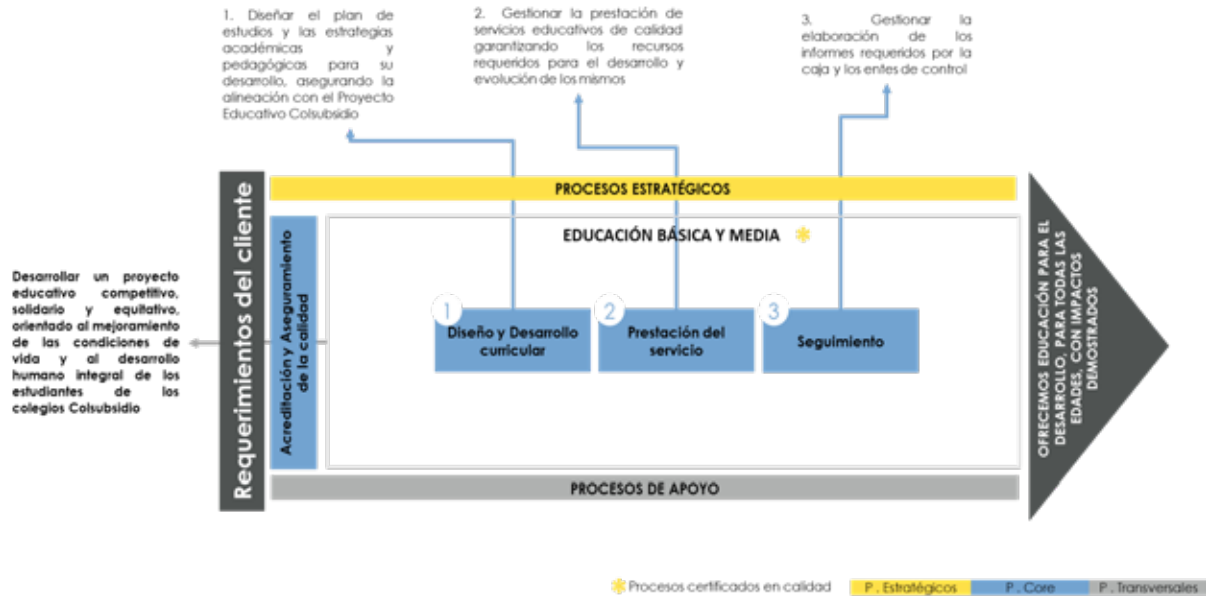 1. Diseñar el plan de
estudios y las estrategias
académicas y
pedagógicas para su
desarrollo, asegurando la
alineación con el Proyecto
Educativo Colsubsidio
2. Gestionar la prestación de
servicios educativos de calidad
garantizando los recursos
requeridos para el desarrollo y
evolución de los mismos
3. Gestionar la
elaboración de los
informes requeridos por la
caja y los entes de control
Desarrollar un proyecto
educativo competitivo,
solidario y equitativo,
orientado al mejoramiento
de las condiciones de
vida y al desarrollo
humano integral de los
estudiantes de los
colegios Colsubsidio
Requerimientos del cliente
PROCESOS ESTRATÉGICOS
Acreditación y Aseguramiento
de la calidad
EDUCACIÓN BÁSICA Y MEDIA
1
Diseño y Desarrollo
curricular
2
Prestación del
servicio
3
Seguimiento
PROCESOS DE APOYO
OFRECEMOS EDUCACIÓN PARA EL
DESARROLLO, PARA TODAS LAS
EDADES, CON IMPACTOS
DEMOSTRADOS
Procesos certificados en calidad
P. Estratégicos
P. Core
P. Transversales